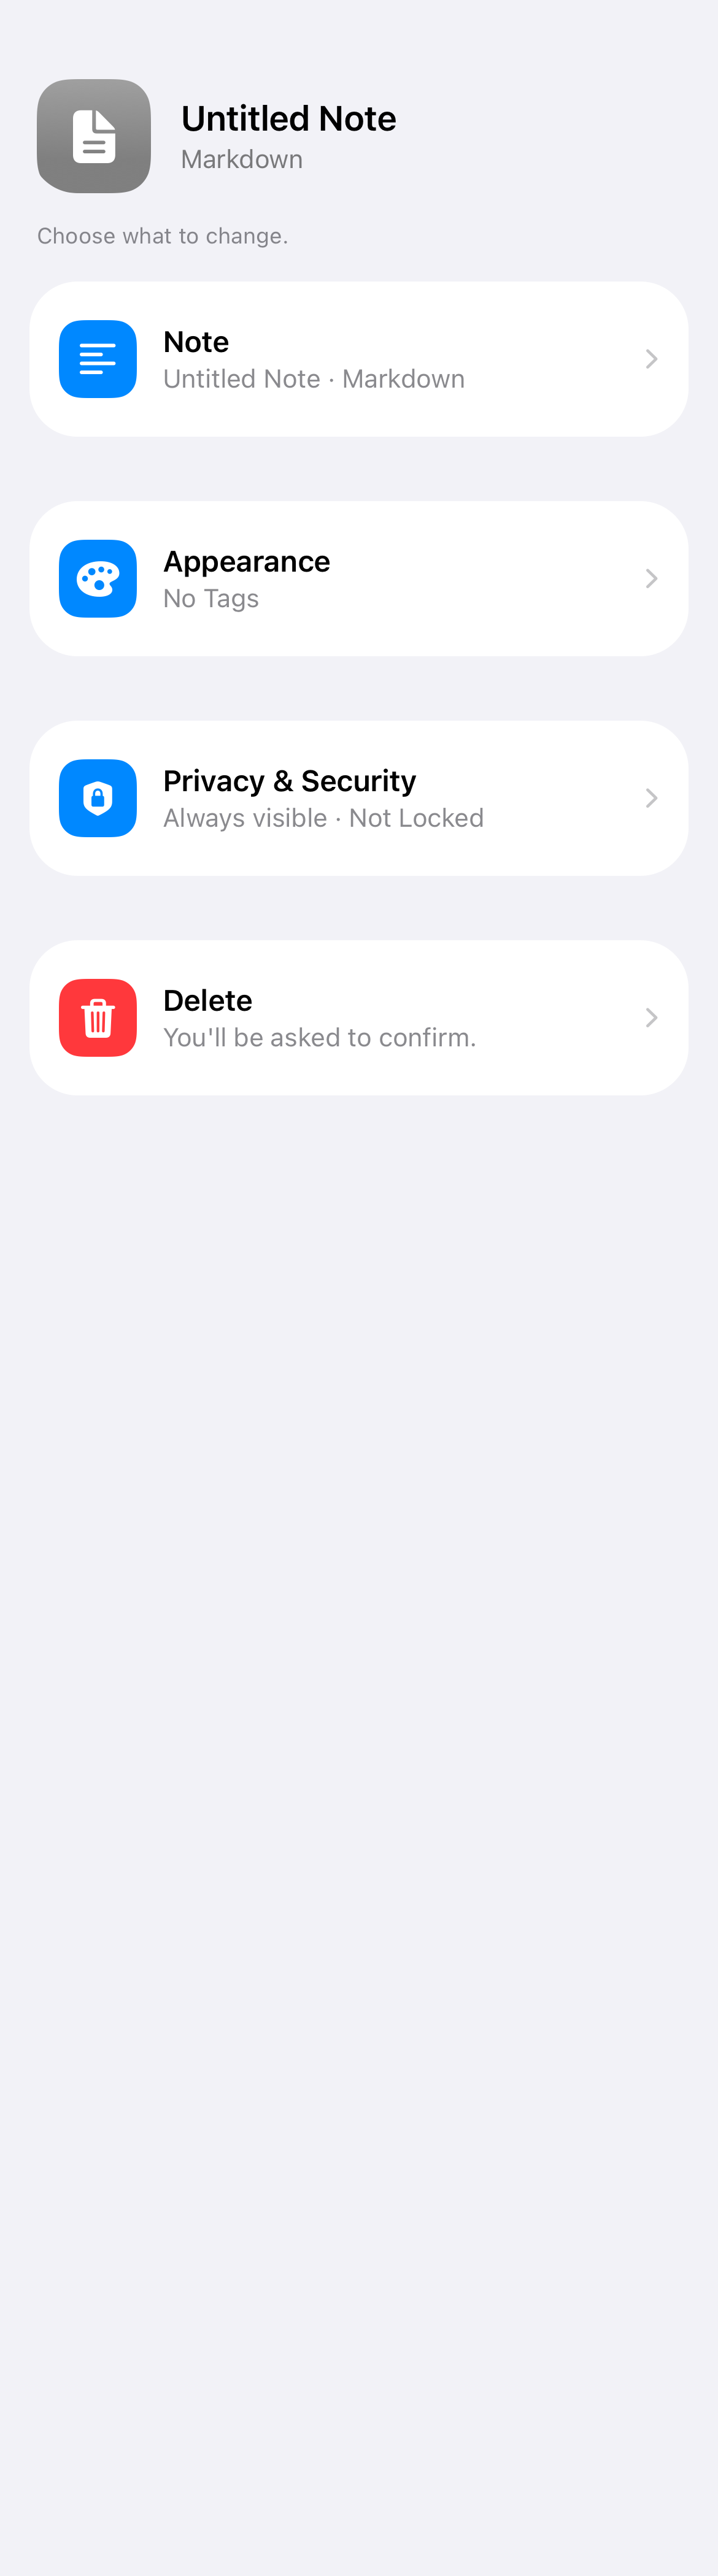 Untitled Note
Markdown
Choose what to change.
Note
Untitled Note · Markdown
Appearance
No Tags
Privacy & Security
Always visible · Not Locked
Delete
You'll be asked to confirm.